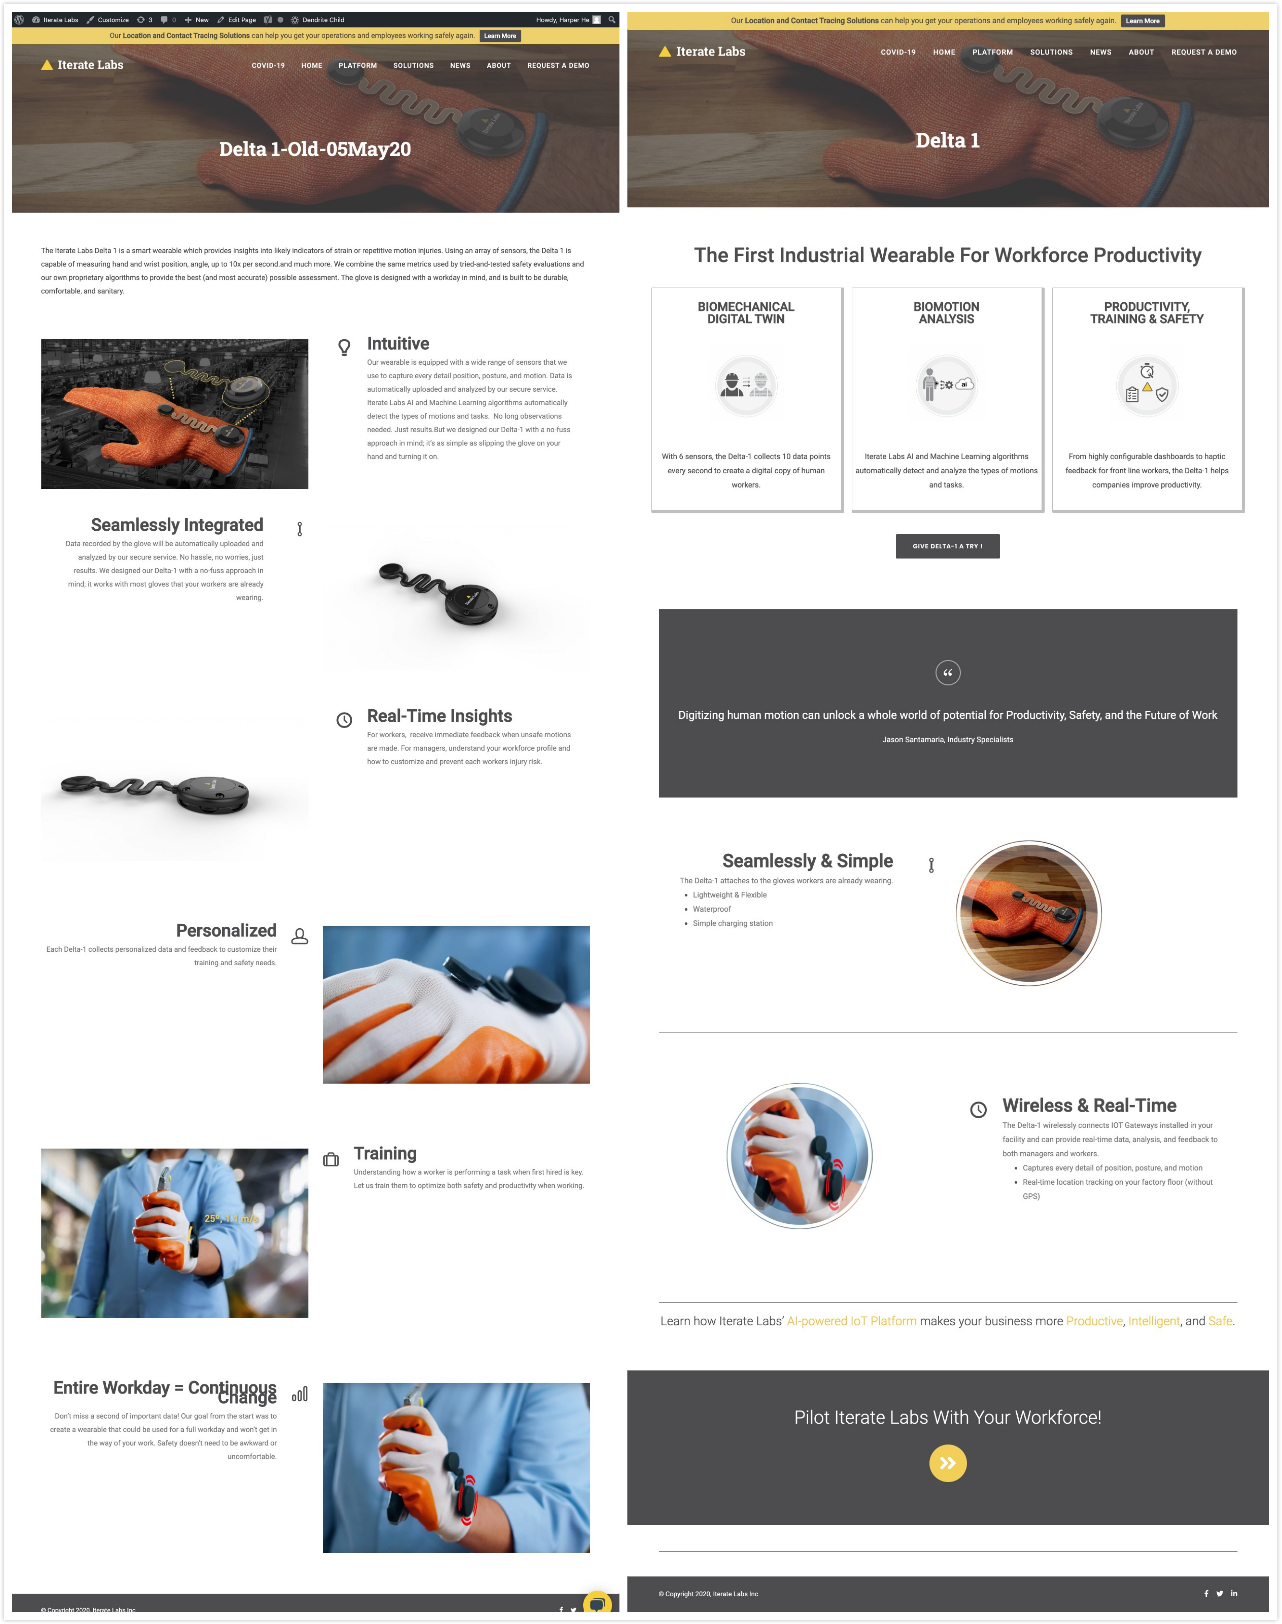 Iterate Labs Customize 3 0 New Edit Page Dendrite Child Howdy, Harper He
Our Location and Contact Tracing Solutions can help you get your operations and employees working safely again. Learn More
Iterate Labs COVID-19 HOME PLATFORM SOLUTIONS NEWS ABOUT REQUEST A DEMO
Delta 1-Old-05May20
The Iterate Labs Delta 1 is a smart wearable which provides insights into likely indicators of strain or repetitive motion injuries. Using an array of sensors, the Delta 1 is
capable of measuring hand and wrist position, angle, up to 10x per second.and much more. We combine the same metrics used by tried-and-tested safety evaluations and
our own proprietary algorithms to provide the best (and most accurate) possible assessment. The glove is designed with a workday in mind, and is built to be durable,
comfortable, and sanitary.
Intuitive
Our wearable is equipped with a wide range of sensors that we
use to capture every detail position, posture, and motion. Data is
automatically uploaded and analyzed by our secure service.
Iterate Labs AI and Machine Learning algorithms automatically
detect the types of motions and tasks. No long observations
needed. Just results.But we designed our Delta-1 with a no-fuss
approach in mind; it's as simple as slipping the glove on your
hand and turning it on.
Seamlessly Integrated
Data recorded by the glove will be automatically uploaded and
analyzed by our secure service. No hassle, no worries, just
results. We designed our Delta-1 with a no-fuss approach in
mind; it works with most gloves that your workers are already
wearing.
Iterate Labs
Real-Time Insights
For workers, receive immediate feedback when unsafe motions
are made. For managers, understand your workforce profile and
how to customize and prevent each workers injury risk.
Personalized
Each Delta-1 collects personalized data and feedback to customize their
training and safety needs.
Training
Understanding how a worker is performing a task when first hired is key.
Let us train them to optimize both safety and productivity when working.
25°, 1.1 m/s
Entire Workday = Continuous
Change
Don't miss a second of important data! Our goal from the start was to
create a wearable that could be used for a full workday and won't get in
the way of your work. Safety doesn't need to be awkward or
uncomfortable.
© Copyright 2020, Iterate Labs Inc
Our Location and Contact Tracing Solutions can help you get your operations and employees working safely again. Learn More
Iterate Labs COVID-19 HOME PLATFORM SOLUTIONS NEWS ABOUT REQUEST A DEMO
Delta 1
The First Industrial Wearable For Workforce Productivity
BIOMECHANICAL
DIGITAL TWIN
With 6 sensors, the Delta-1 collects 10 data points
every second to create a digital copy of human
workers.
BIOMOTION
ANALYSIS
ai
Iterate Labs AI and Machine Learning algorithms
automatically detect and analyze the types of motions
and tasks.
PRODUCTIVITY,
TRAINING & SAFETY
From highly configurable dashboards to haptic
feedback for front line workers, the Delta-1 helps
companies improve productivity.
GIVE DELTA-1 A TRY !
Digitizing human motion can unlock a whole world of potential for Productivity, Safety, and the Future of Work
Jason Santamaria, Industry Specialists
Seamlessly & Simple
The Delta-1 attaches to the gloves workers are already wearing.
• Lightweight & Flexible
• Waterproof
• Simple charging station
Wireless & Real-Time
The Delta-1 wirelessly connects IOT Gateways installed in your
facility and can provide real-time data, analysis, and feedback to
both managers and workers.
• Captures every detail of position, posture, and motion
• Real-time location tracking on your factory floor (without
GPS)
Learn how Iterate Labs' AI-powered IoT Platform makes your business more Productive, Intelligent, and Safe.
Pilot Iterate Labs With Your Workforce!
© Copyright 2020, Iterate Labs Inc